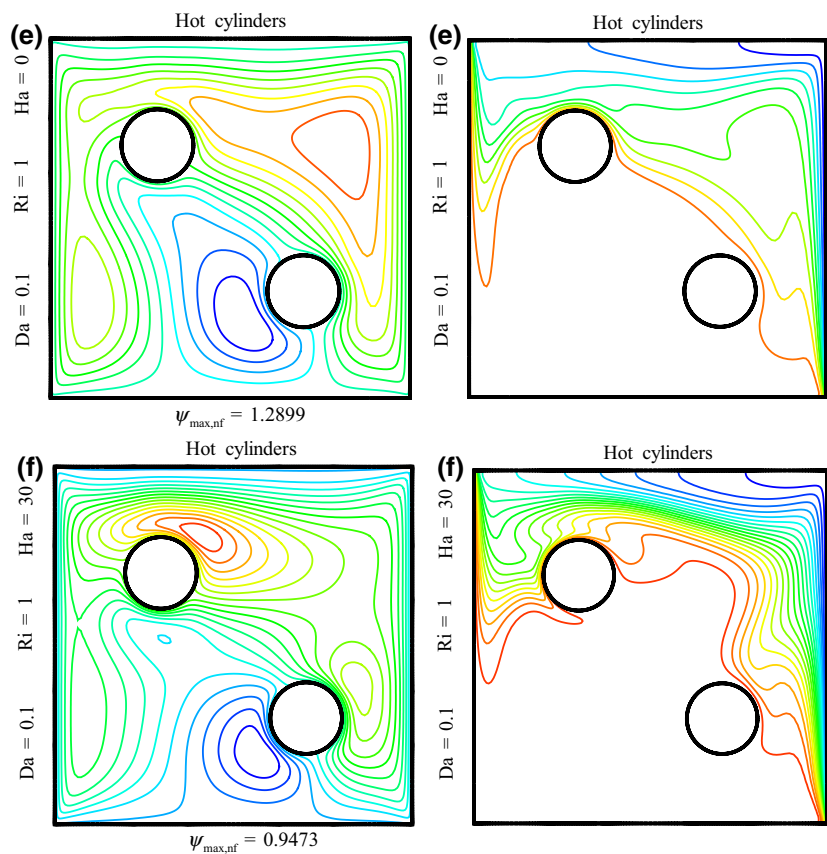 (e)
Hot cylinders
Da = 0.1 Ri = 1 Ha = 0
ψmax,nf = 1.2899
(e)
Hot cylinders
Da = 0.1 Ri = 1 Ha = 0
(f)
Hot cylinders
Da = 0.1 Ri = 1 Ha = 30
ψmax,nf = 0.9473
(f)
Hot cylinders
Da = 0.1 Ri = 1 Ha = 30